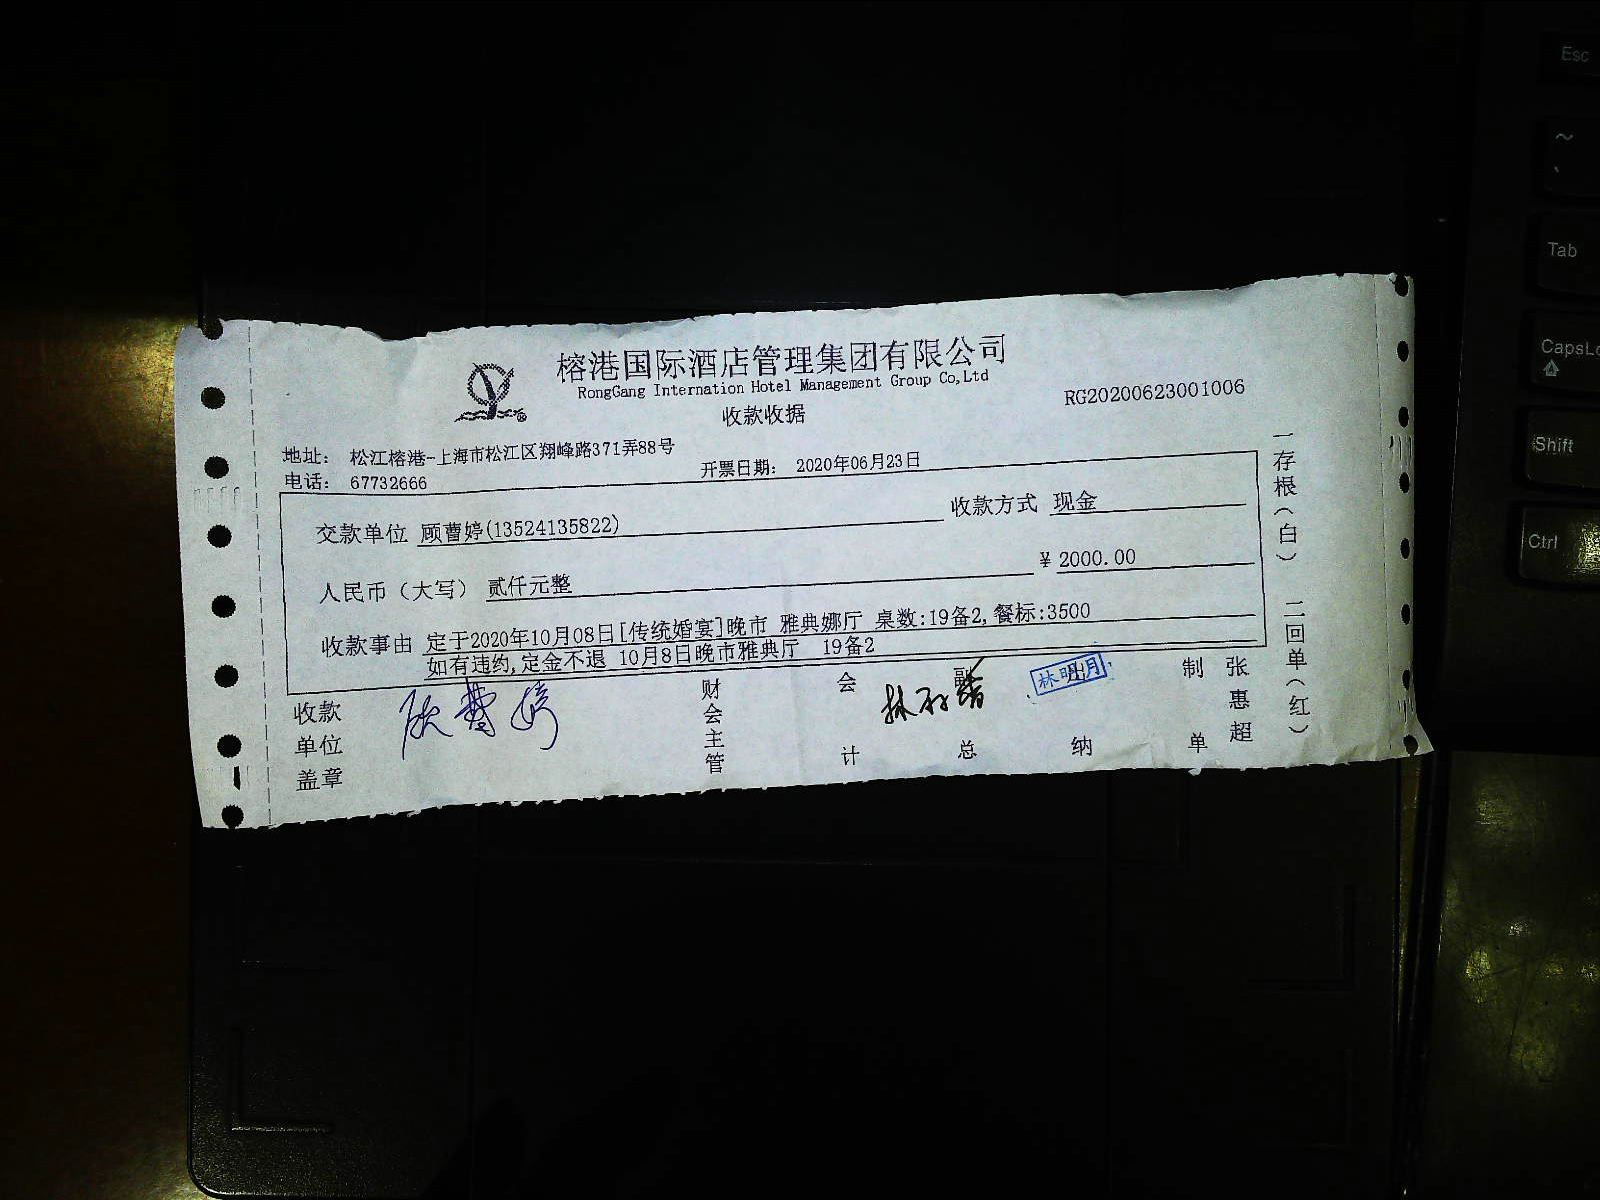 榕港国际酒店管理集团有限公司
RongGang Internation Hotel Management Group Co,Ltd
收款收据
RG20200623001006
地址： 松江榕港-上海市松江区翔峰路371弄88号
电话： 67732666
开票日期： 2020年06月23日
交款单位 顾曹婷(13524135822)
收款方式 现金
人民币（大写） 贰仟元整
¥ 2000.00
收款事由 定于2020年10月08日[传统婚宴]晚市 雅典娜厅 桌数:19备2,餐标:3500
如有违约,定金不退 10月8日晚市雅典厅 19备2
收款单位盖章
财会主管
会计
副总
林明月
出纳
制单
张惠超
一存根（白） 二回单（红）
Esc
~
Tab
CapsLo
Shift
Ctrl